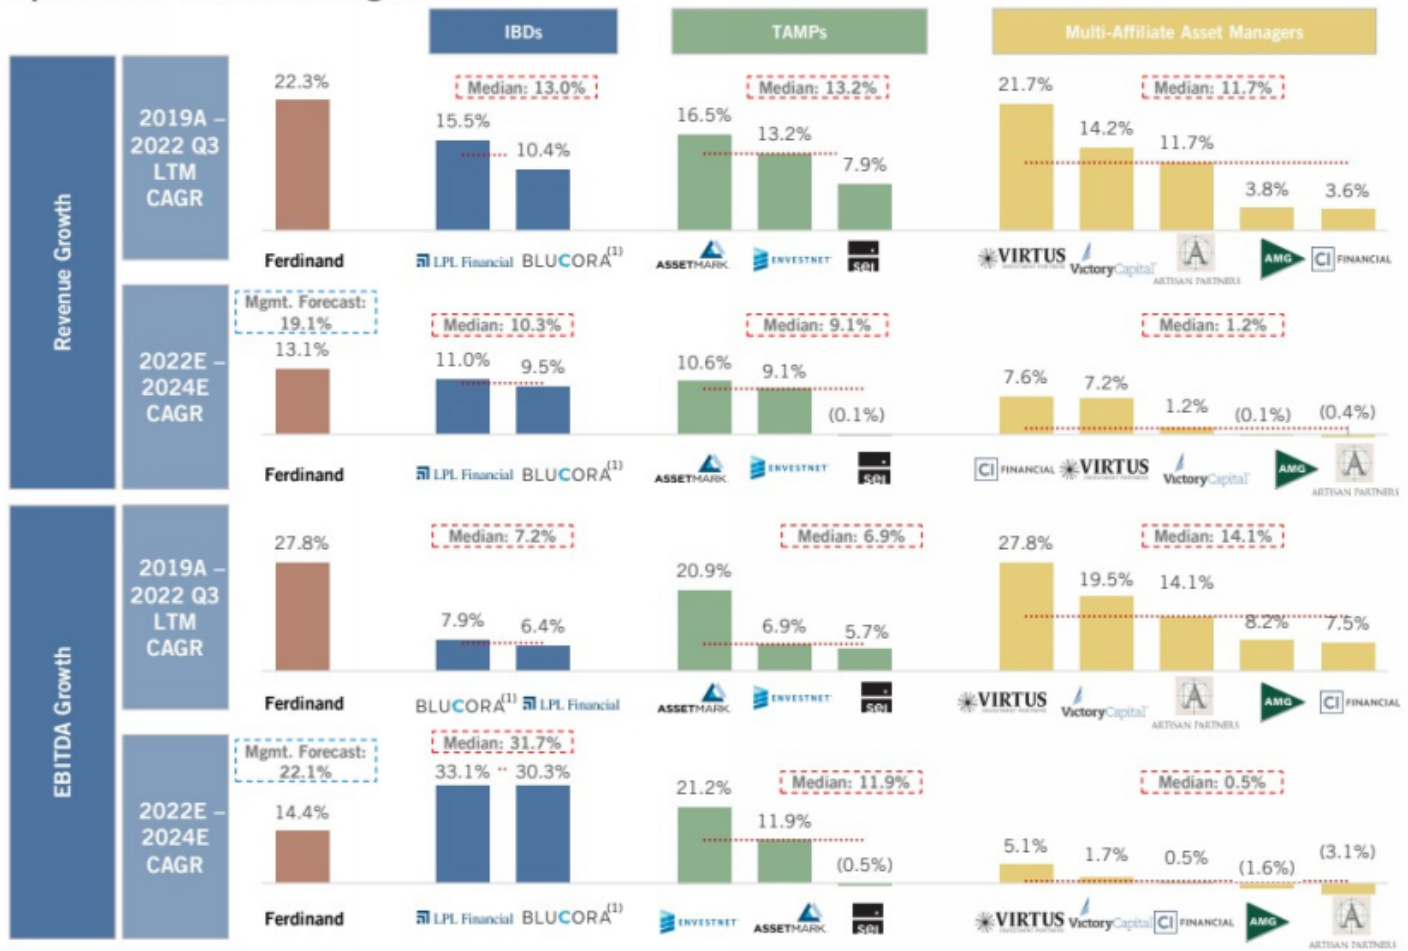 IBDs
TAMPs
Multi-Affiliate Asset Managers
Revenue Growth
2019A –
2022 Q3
LTM
CAGR
22.3%
Ferdinand
Median: 13.0%
15.5%
10.4%
LPL Financial
BLUCORA(1)
Median: 13.2%
16.5%
13.2%
7.9%
ASSETMARK
ENVESTNET
sei
Median: 11.7%
21.7%
14.2%
11.7%
3.8%
3.6%
VIRTUS
INVESTMENT PARTNERS
VictoryCapital
A
ARTISAN PARTNERS
AMG
CI FINANCIAL
2022E –
2024E
CAGR
Mgmt. Forecast:
19.1%
13.1%
Ferdinand
Median: 10.3%
11.0%
9.5%
LPL Financial
BLUCORA(1)
Median: 9.1%
10.6%
9.1%
(0.1%)
ASSETMARK
ENVESTNET
sei
Median: 1.2%
7.6%
7.2%
1.2%
(0.1%)
(0.4%)
CI FINANCIAL
VIRTUS
INVESTMENT PARTNERS
VictoryCapital
AMG
A
ARTISAN PARTNERS
EBITDA Growth
2019A –
2022 Q3
LTM
CAGR
27.8%
Ferdinand
Median: 7.2%
7.9%
6.4%
BLUCORA(1)
LPL Financial
Median: 6.9%
20.9%
6.9%
5.7%
ASSETMARK
ENVESTNET
sei
Median: 14.1%
27.8%
19.5%
14.1%
8.2%
7.5%
VIRTUS
INVESTMENT PARTNERS
VictoryCapital
A
ARTISAN PARTNERS
AMG
CI FINANCIAL
2022E –
2024E
CAGR
Mgmt. Forecast:
22.1%
14.4%
Ferdinand
Median: 31.7%
33.1%
30.3%
LPL Financial
BLUCORA(1)
Median: 11.9%
21.2%
11.9%
(0.5%)
ENVESTNET
ASSETMARK
sei
Median: 0.5%
5.1%
1.7%
0.5%
(1.6%)
(3.1%)
VIRTUS
INVESTMENT PARTNERS
VictoryCapital
CI FINANCIAL
AMG
A
ARTISAN PARTNERS